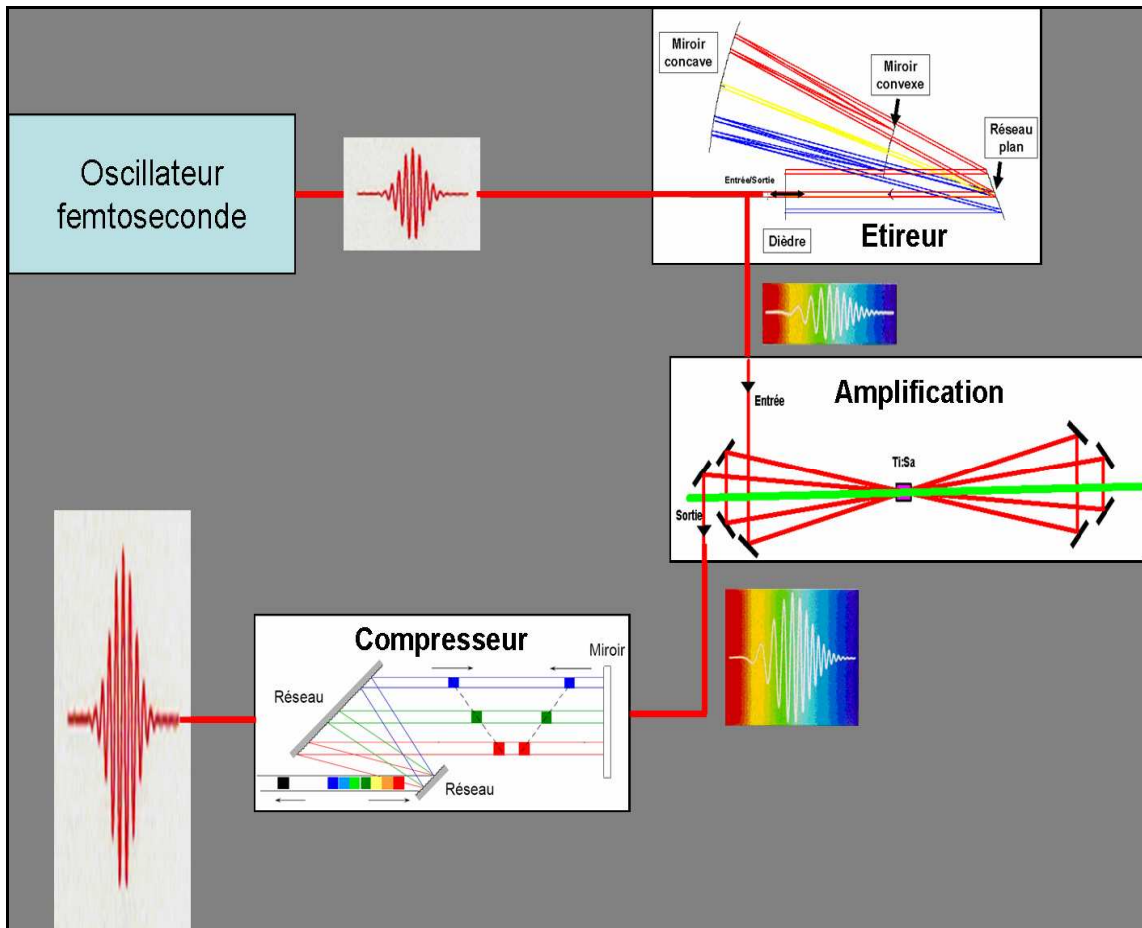 Oscillateur
femtoseconde
Miroir
concave
Miroir
convexe
Réseau
plan
Entrée/Sortie
Dièdre
Etireur
Amplification
Entrée
Ti:Sa
Sortie
Compresseur
Miroir
Réseau
Réseau